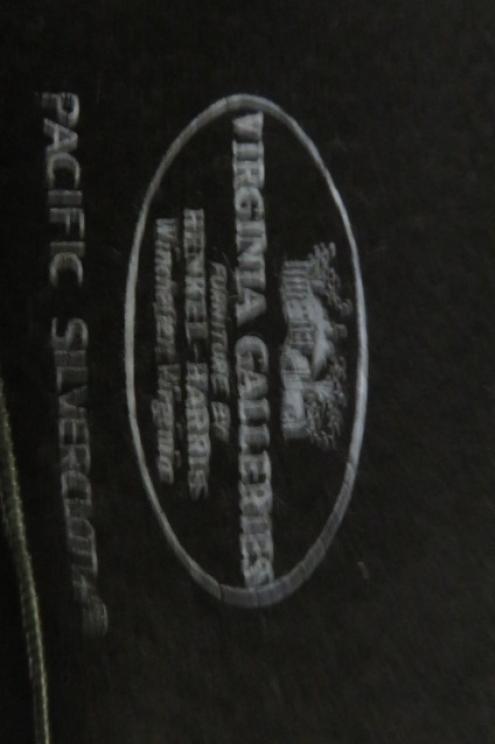 VIRGINIA GALLERIES
FURNITURE BY
HENKEL-HARRIS
Winchester Virginia
PACIFIC SILVERCLOTH